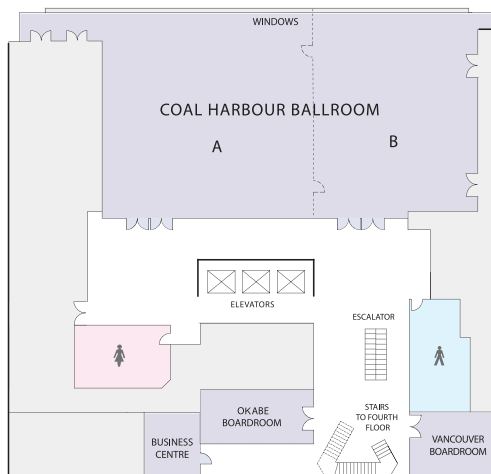 WINDOWS
COAL HARBOUR BALLROOM
A
B
ELEVATORS
ESCALATOR
STAIRS
TO FOURTH
FLOOR
OKABE
BOARDROOM
BUSINESS
CENTRE
VANCOUVER
BOARDROOM